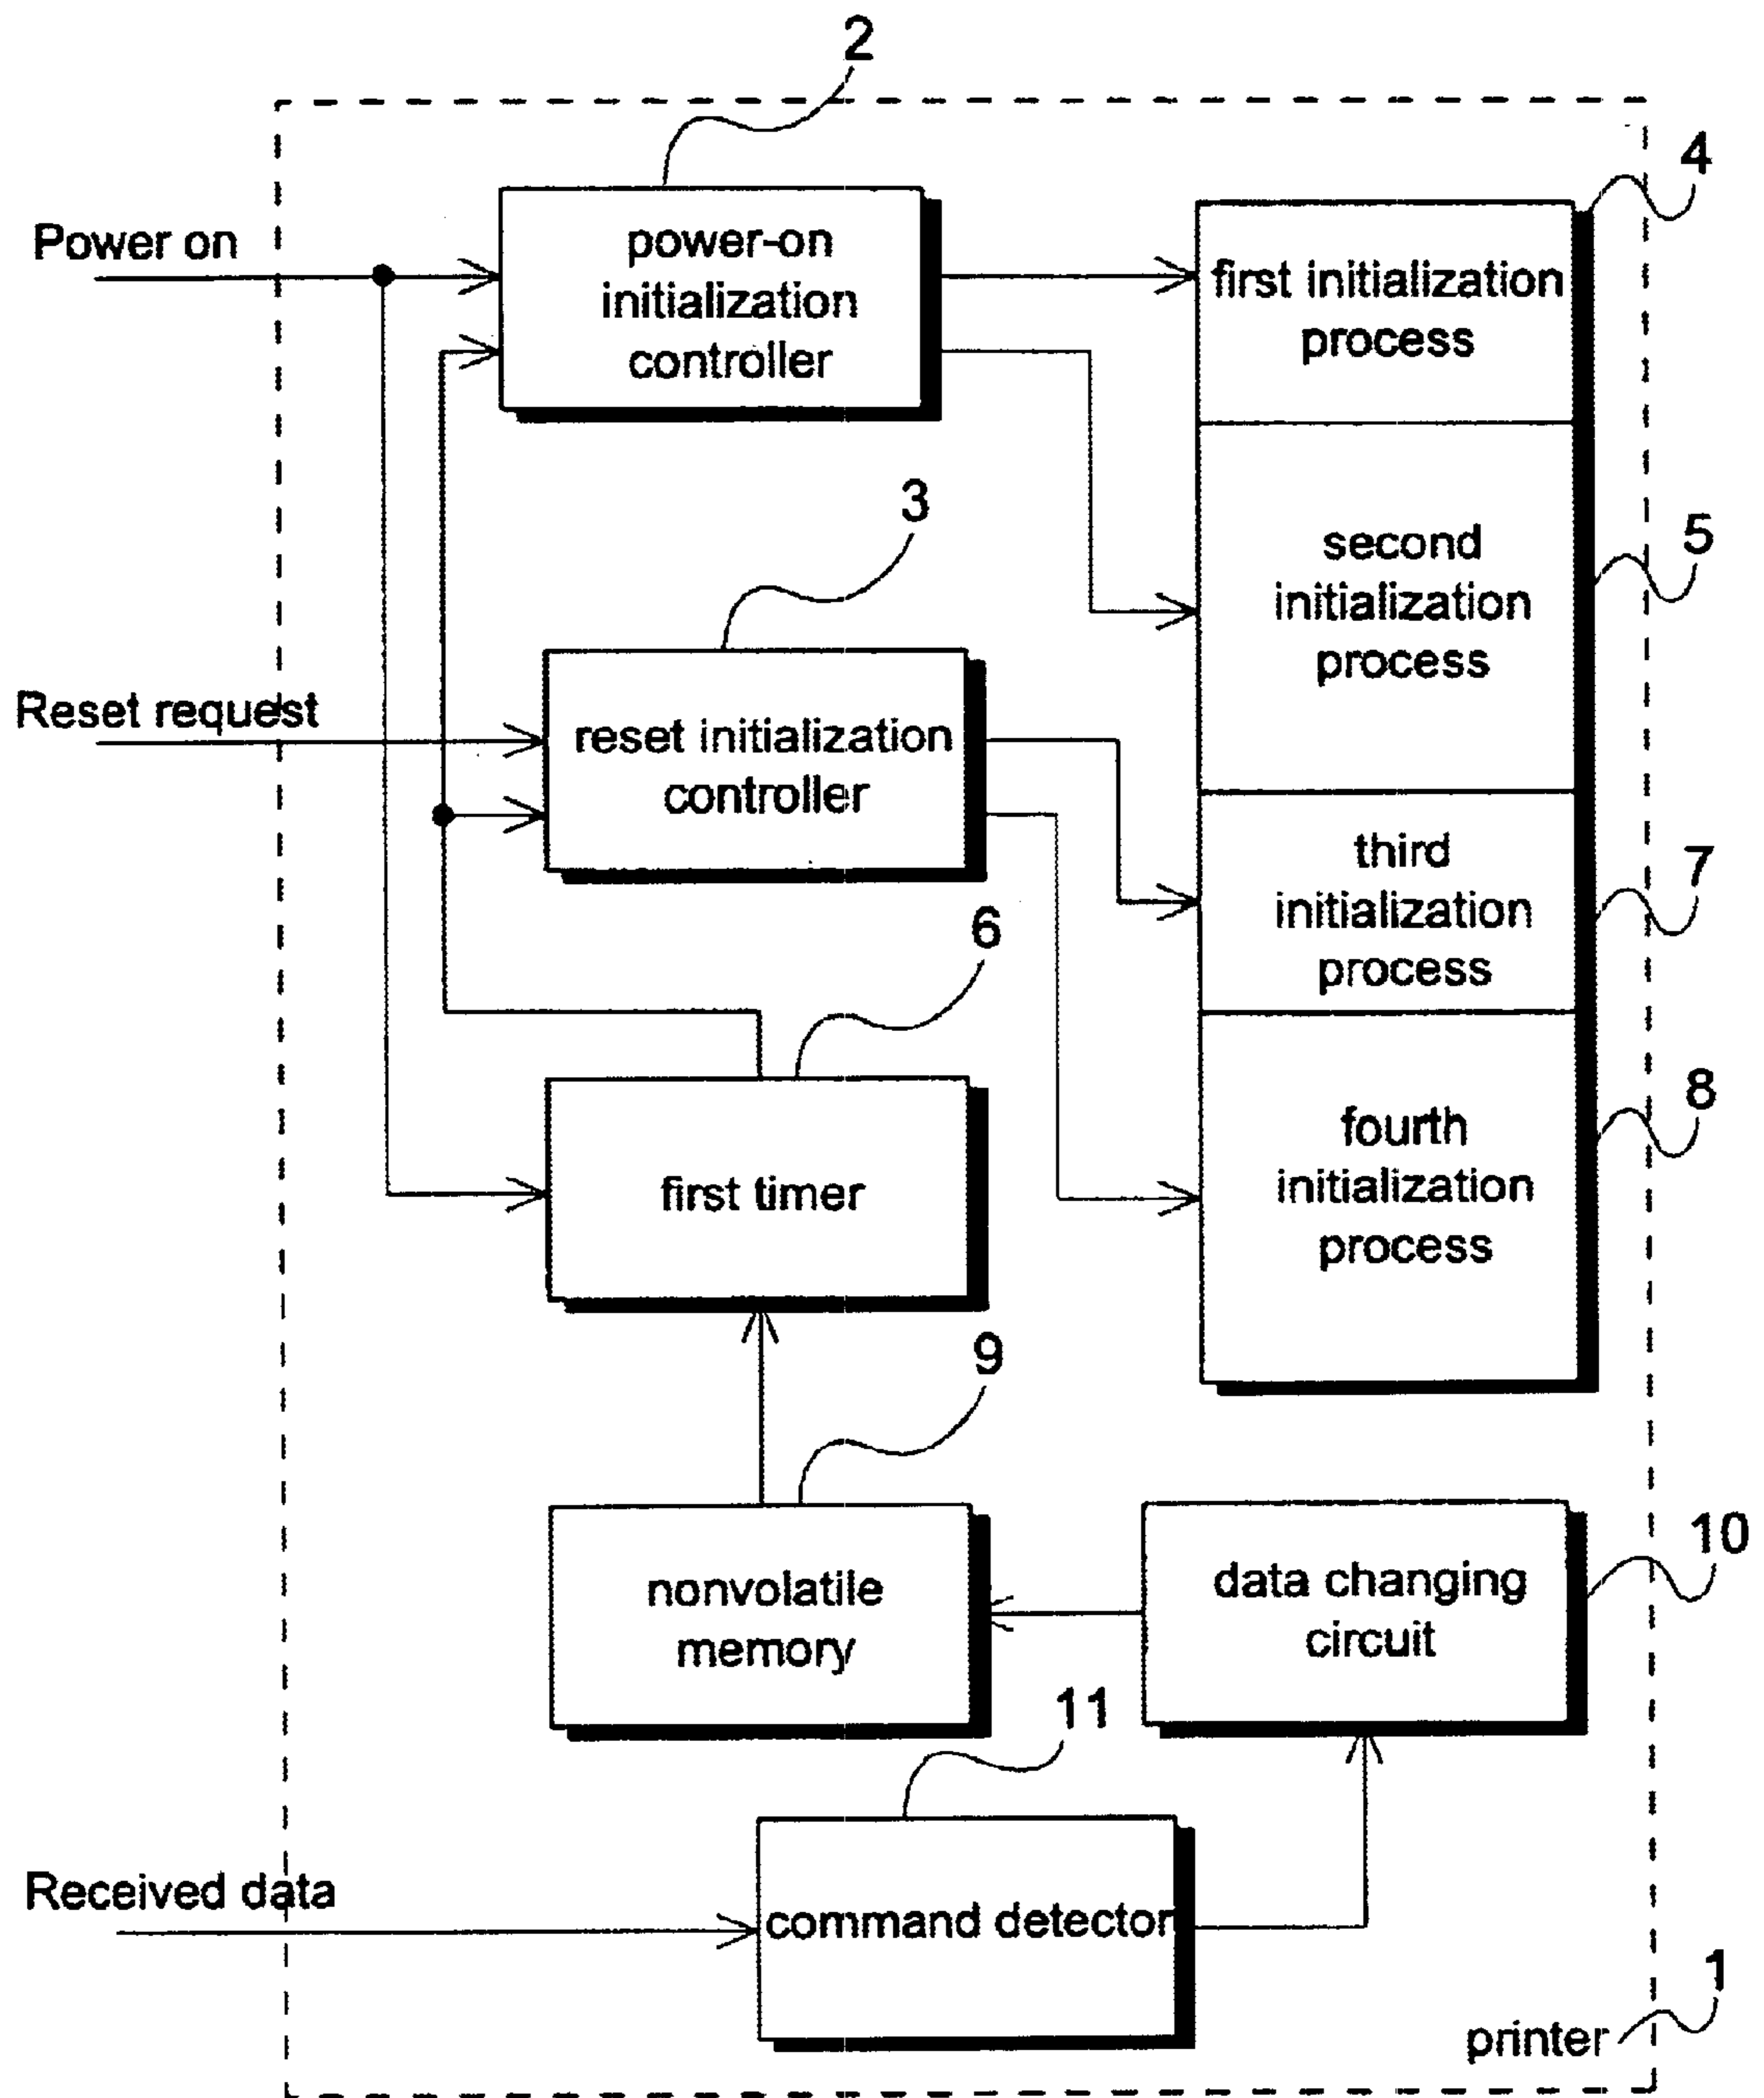 2
4
Power on
power-on
initialization
controller
first initialization
process
3
second
initialization
process
5
Reset request
reset initialization
controller
third
initialization
process
7
6
first timer
fourth
initialization
process
8
9
nonvolatile
memory
data changing
circuit
10
11
Received data
command detector
printer
1